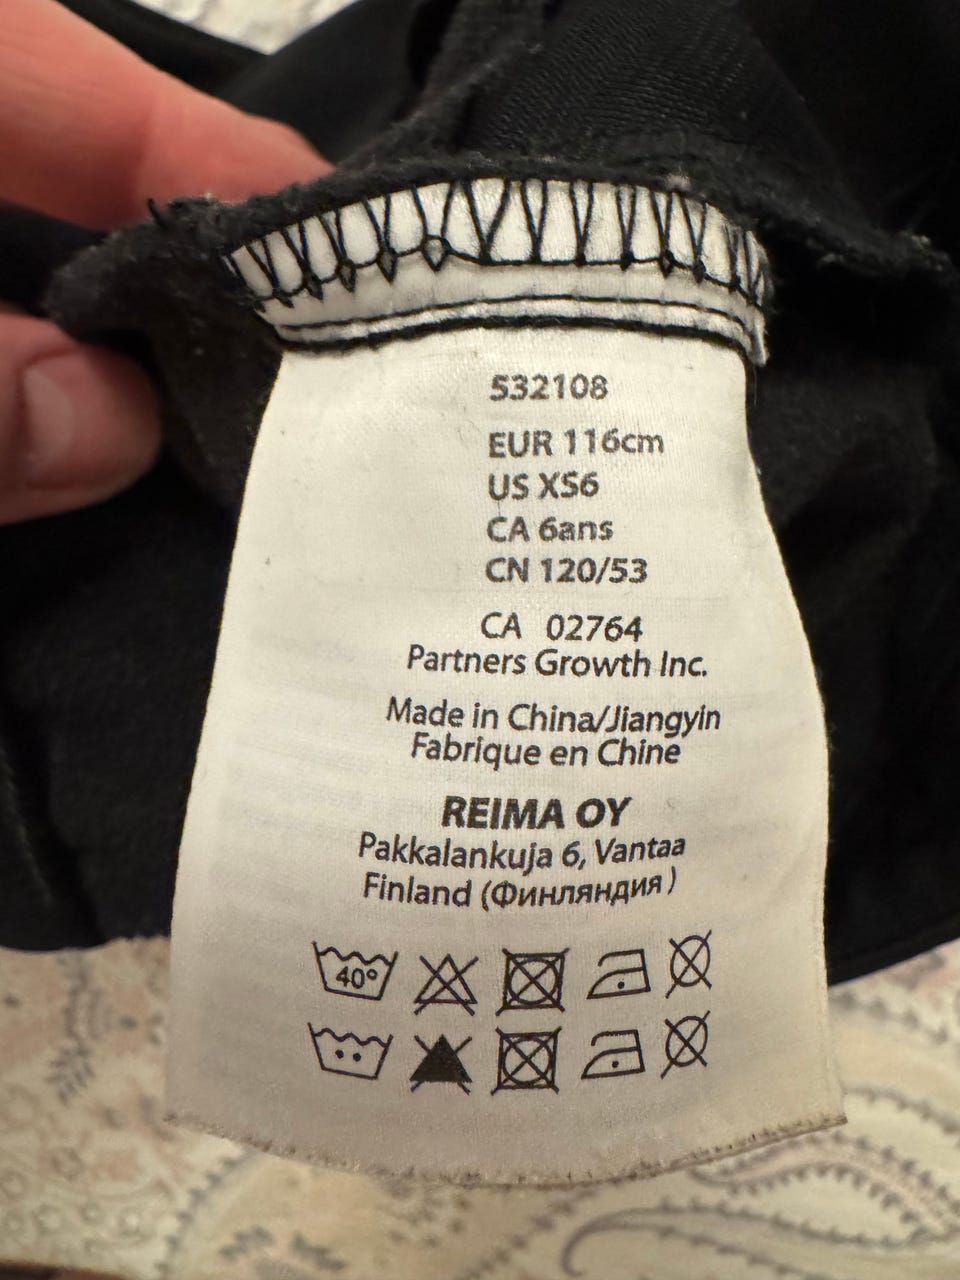 532108
EUR 116cm
US XS6
CA 6ans
CN 120/53
CA 02764
Partners Growth Inc.
Made in China/Jiangyin
Fabrique en Chine
REIMA OY
Pakkalankuja 6, Vantaa
Finland (Финляндия)
40°